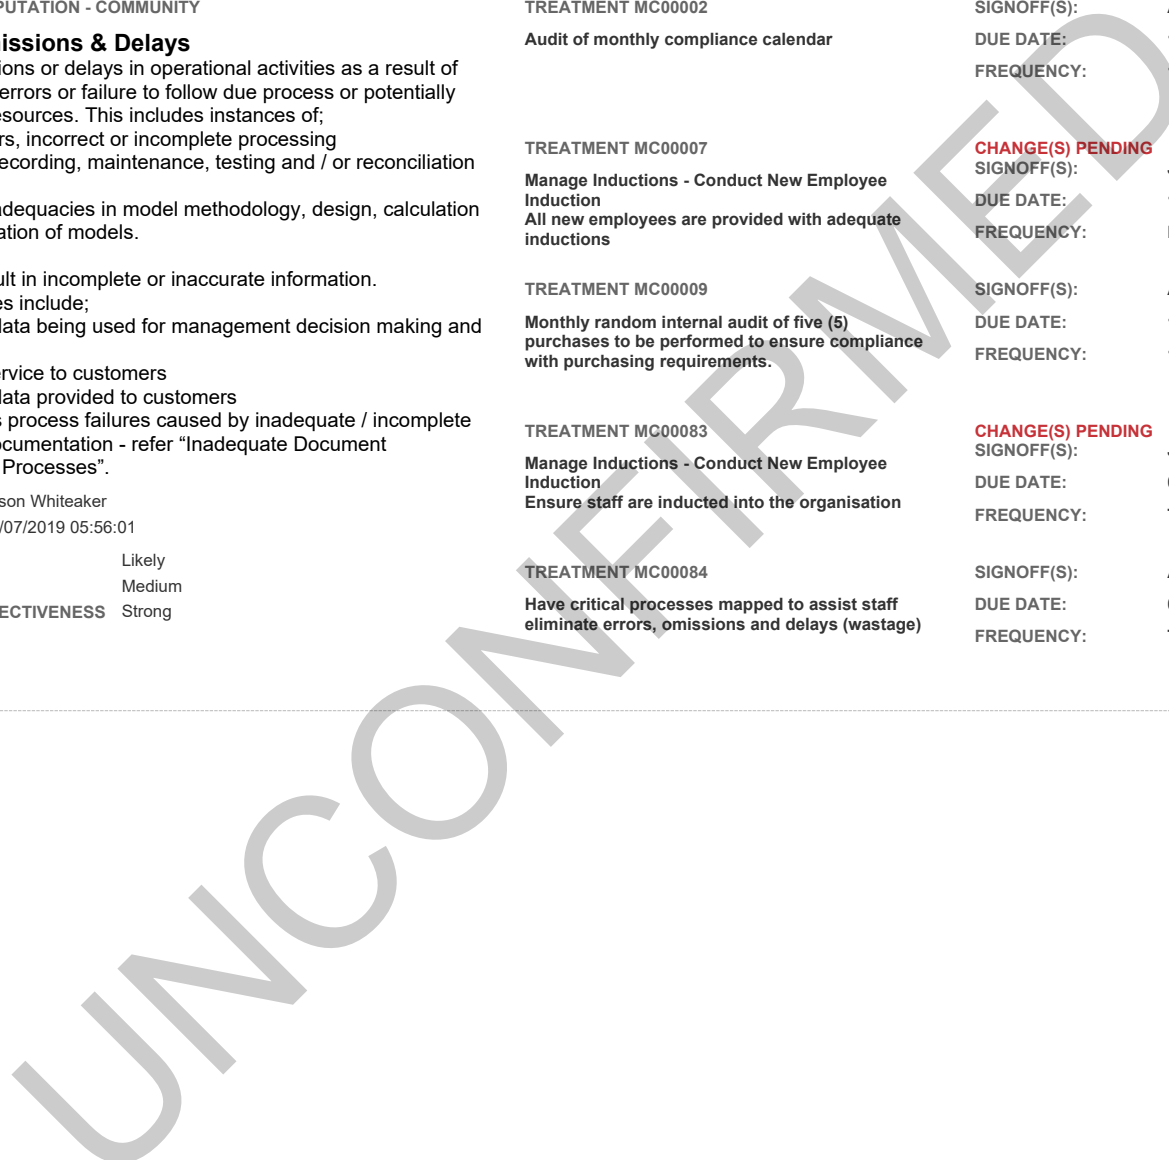 PUTATION - COMMUNITY
issions & Delays
ions or delays in operational activities as a result of
errors or failure to follow due process or potentially
esources. This includes instances of;
rs, incorrect or incomplete processing
ecording, maintenance, testing and / or reconciliation
adequacies in model methodology, design, calculation
ation of models.
ult in incomplete or inaccurate information.
es include;
data being used for management decision making and
ervice to customers
data provided to customers
s process failures caused by inadequate / incomplete
ocumentation - refer “Inadequate Document
Processes”.
son Whiteaker
/07/2019 05:56:01
Likely
Medium
ECTIVENESS Strong
TREATMENT MC00002
Audit of monthly compliance calendar
SIGNOFF(S):
DUE DATE:
FREQUENCY:
TREATMENT MC00007
Manage Inductions - Conduct New Employee
Induction
All new employees are provided with adequate
inductions
CHANGE(S) PENDING
SIGNOFF(S):
DUE DATE:
FREQUENCY:
TREATMENT MC00009
Monthly random internal audit of five (5)
purchases to be performed to ensure compliance
with purchasing requirements.
SIGNOFF(S):
DUE DATE:
FREQUENCY:
TREATMENT MC00083
Manage Inductions - Conduct New Employee
Induction
Ensure staff are inducted into the organisation
CHANGE(S) PENDING
SIGNOFF(S):
DUE DATE:
FREQUENCY:
TREATMENT MC00084
Have critical processes mapped to assist staff
eliminate errors, omissions and delays (wastage)
SIGNOFF(S):
DUE DATE:
FREQUENCY:
UNCONFIRMED